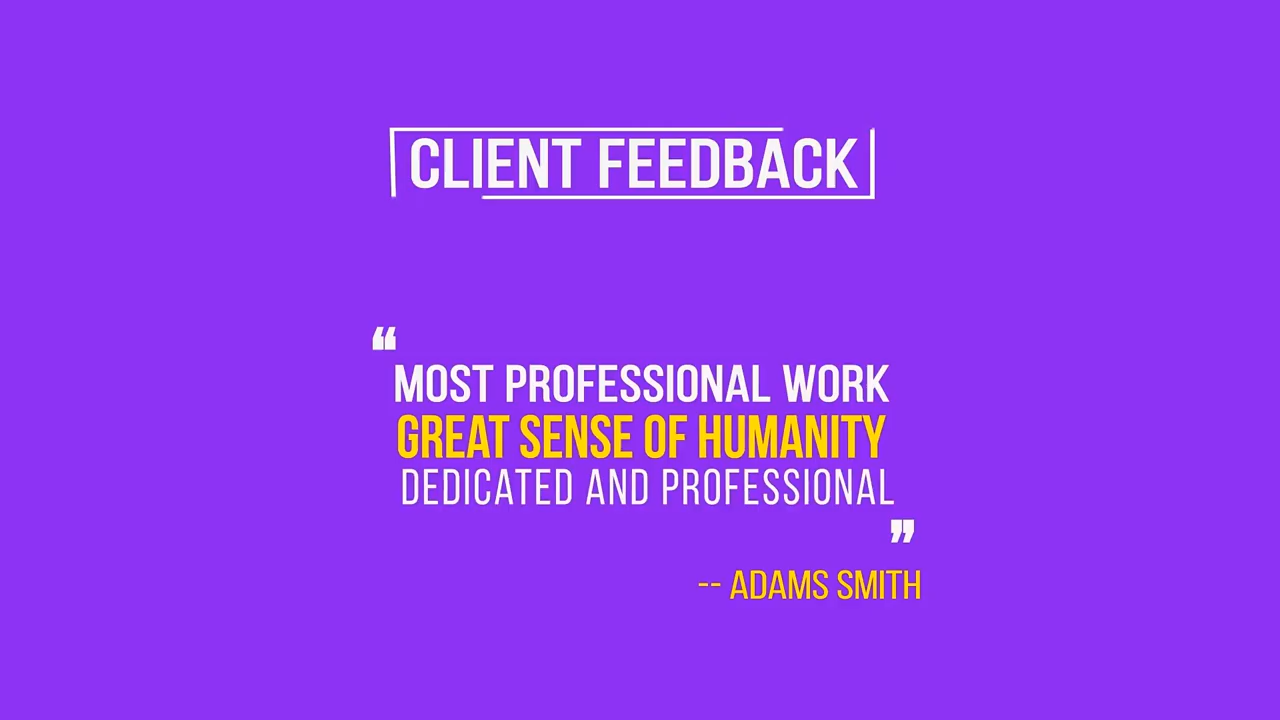 CLIENT FEEDBACK
❝
MOST PROFESSIONAL WORK
GREAT SENSE OF HUMANITY
DEDICATED AND PROFESSIONAL
❞
-- ADAMS SMITH